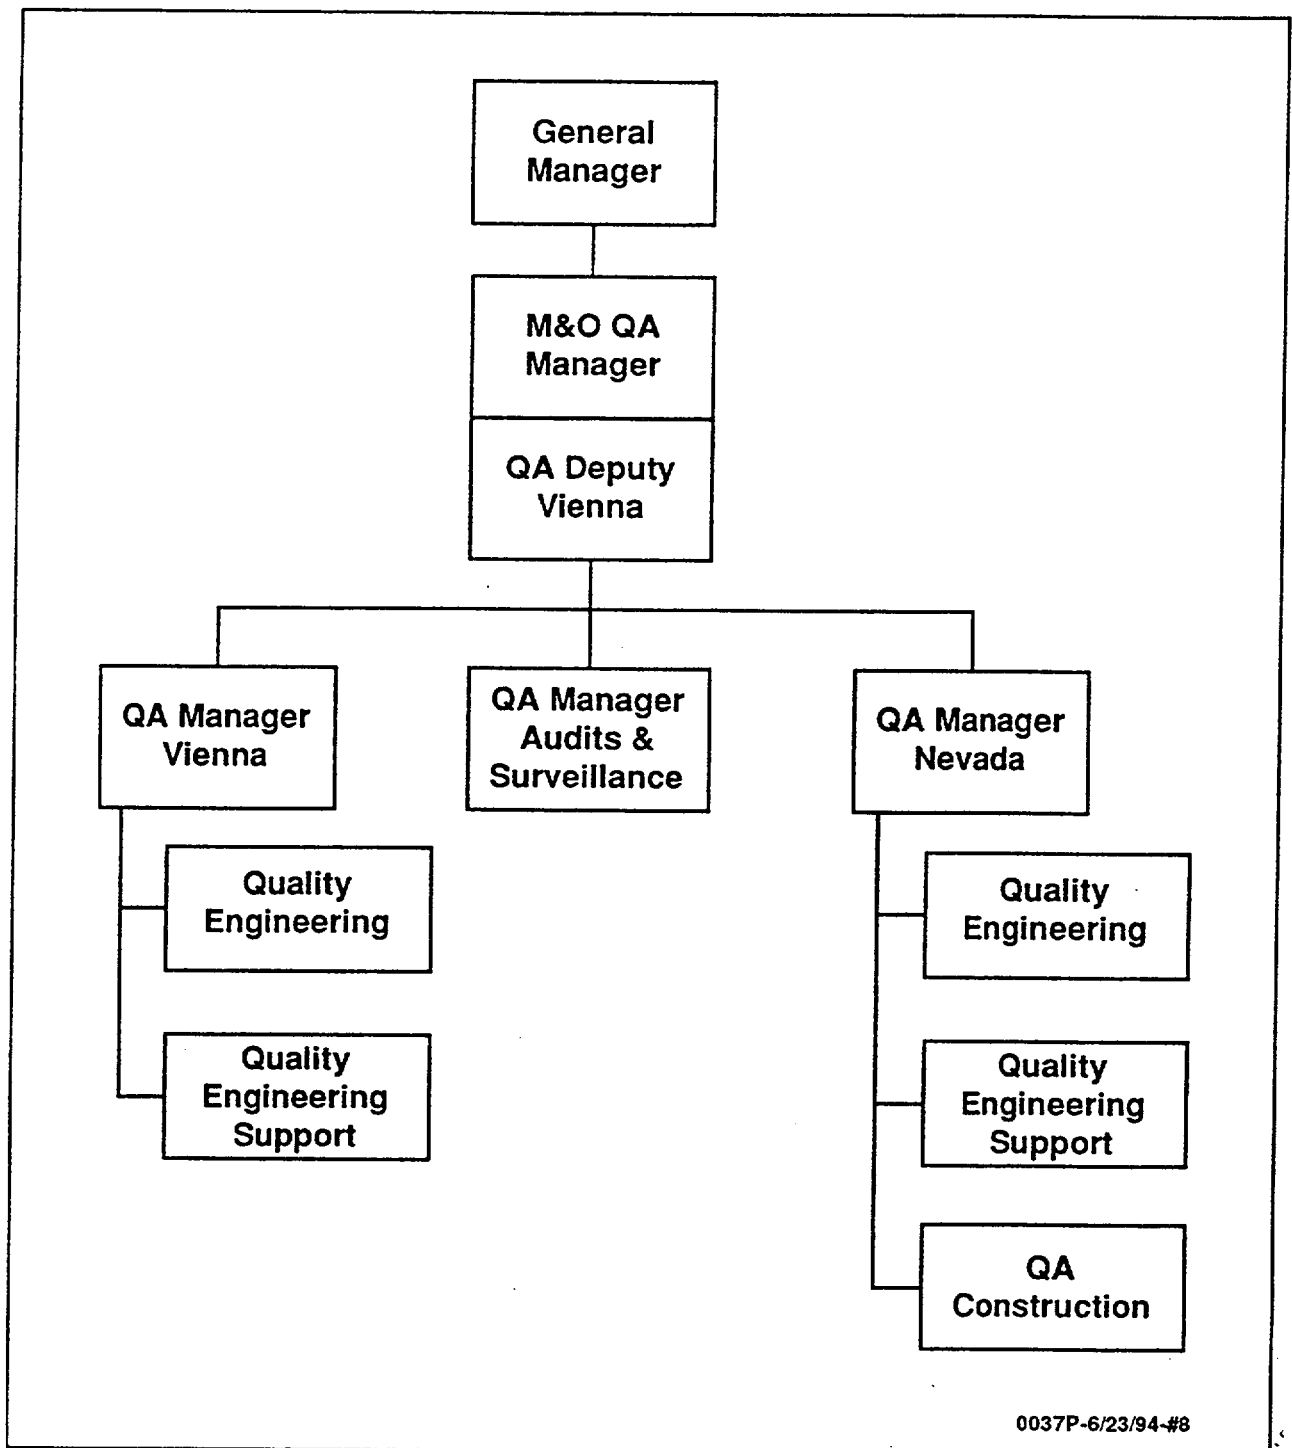 General
Manager
M&O QA
Manager
QA Deputy
Vienna
QA Manager
Vienna
QA Manager
Audits &
Surveillance
QA Manager
Nevada
Quality
Engineering
Quality
Engineering
Support
Quality
Engineering
Quality
Engineering
Support
QA
Construction
0037P-6/23/94-#8